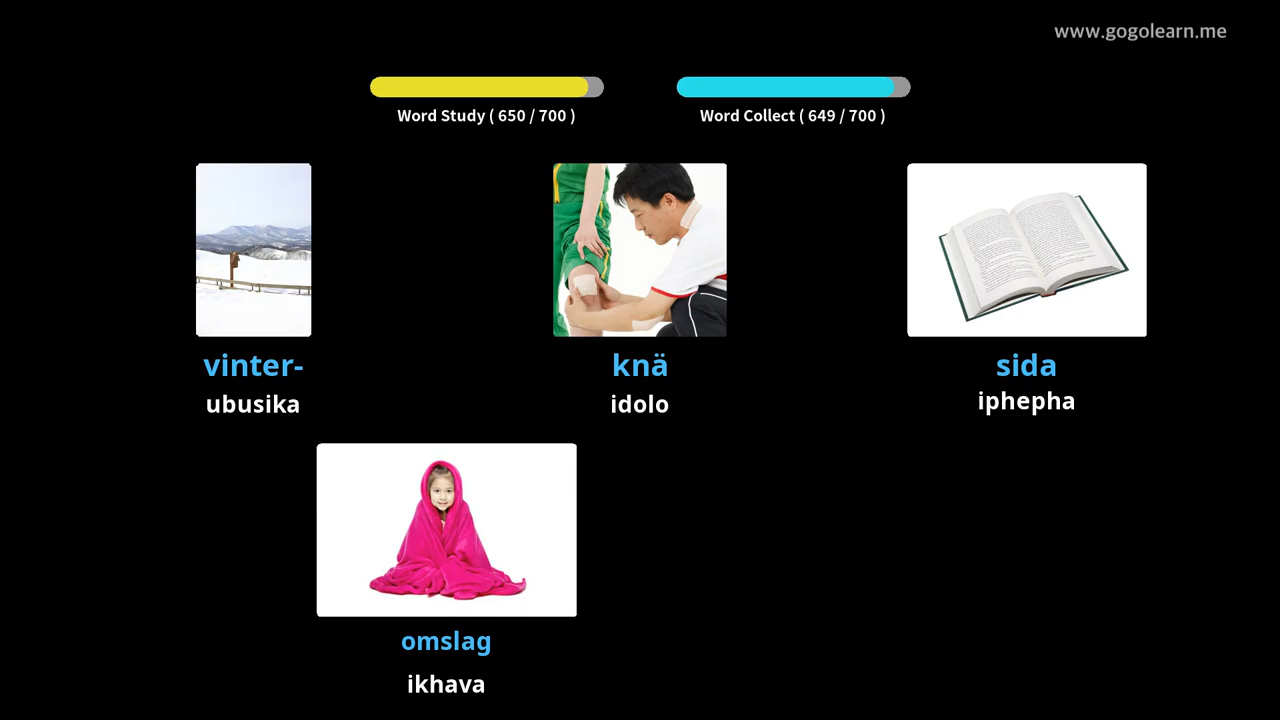 www.gogolearn.me
Word Study ( 650 / 700 )
Word Collect ( 649 / 700 )
vinter-
ubusika
knä
idolo
sida
iphepha
omslag
ikhava